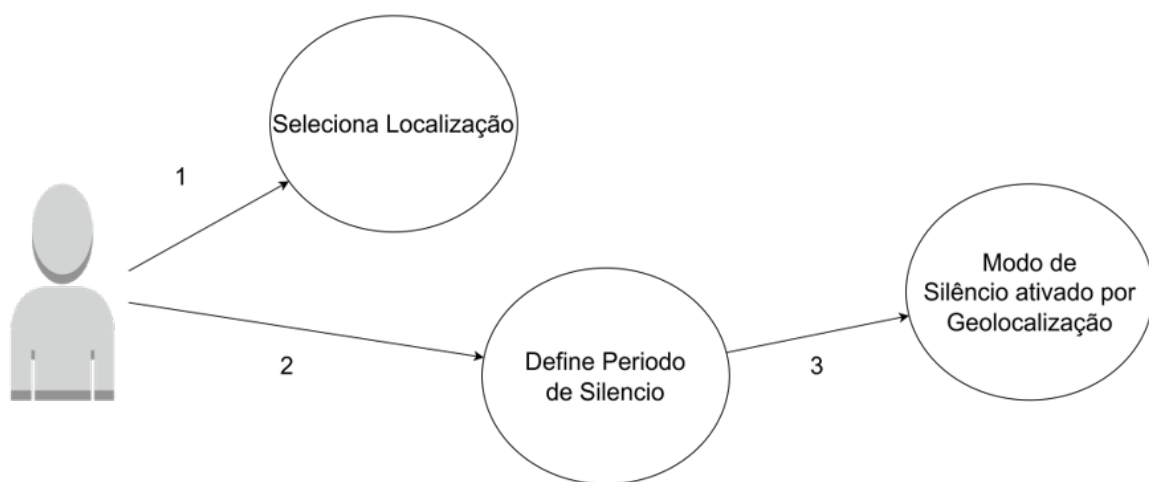 Seleciona Localização
1
Modo de
Silêncio ativado por
Geolocalização
2
Define Periodo
de Silencio
3